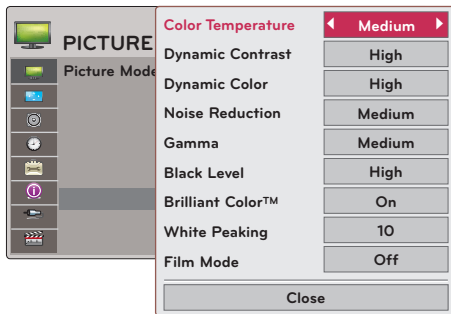 PICTURE
Picture Mode
Color Temperature Medium
Dynamic Contrast High
Dynamic Color High
Noise Reduction Medium
Gamma Medium
Black Level High
Brilliant Color™ On
White Peaking 10
Film Mode Off
Close